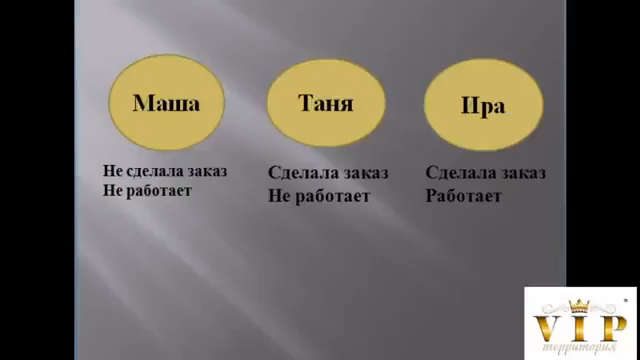 Маша
Таня
Ира
Не сделала заказ
Не работает
Сделала заказ
Не работает
Сделала заказ
Работает
VIP
территория